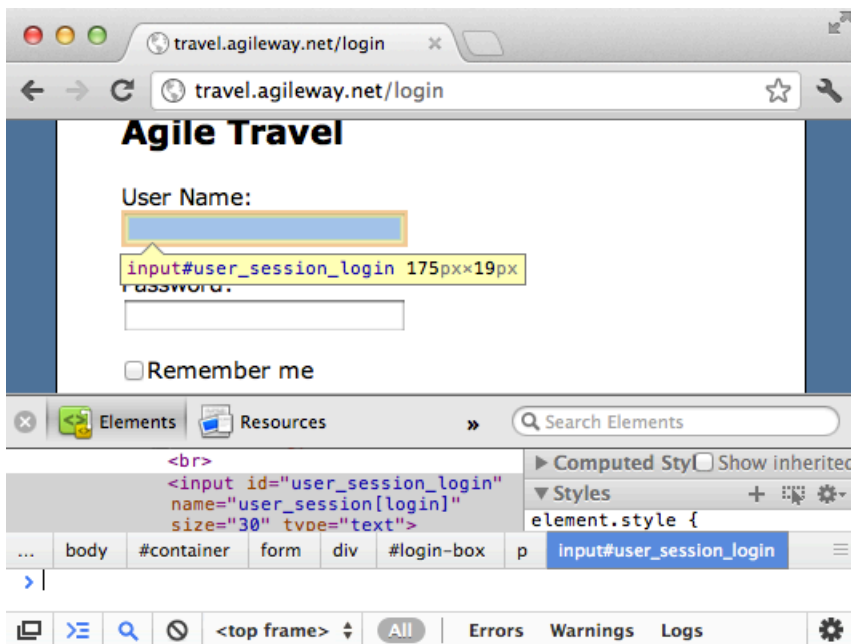 travel.agileway.net/login
travel.agileway.net/login
Agile Travel
User Name:
input#user_session_login 175px×19px
Password:
Remember me
Elements Resources » Search Elements
<br>
<input id="user_session_login"
name="user_session[login]"
size="30" type="text">
Computed Styl Show inherited
Styles
element.style {
... body #container form div #login-box p input#user_session_login
>
<top frame> All Errors Warnings Logs